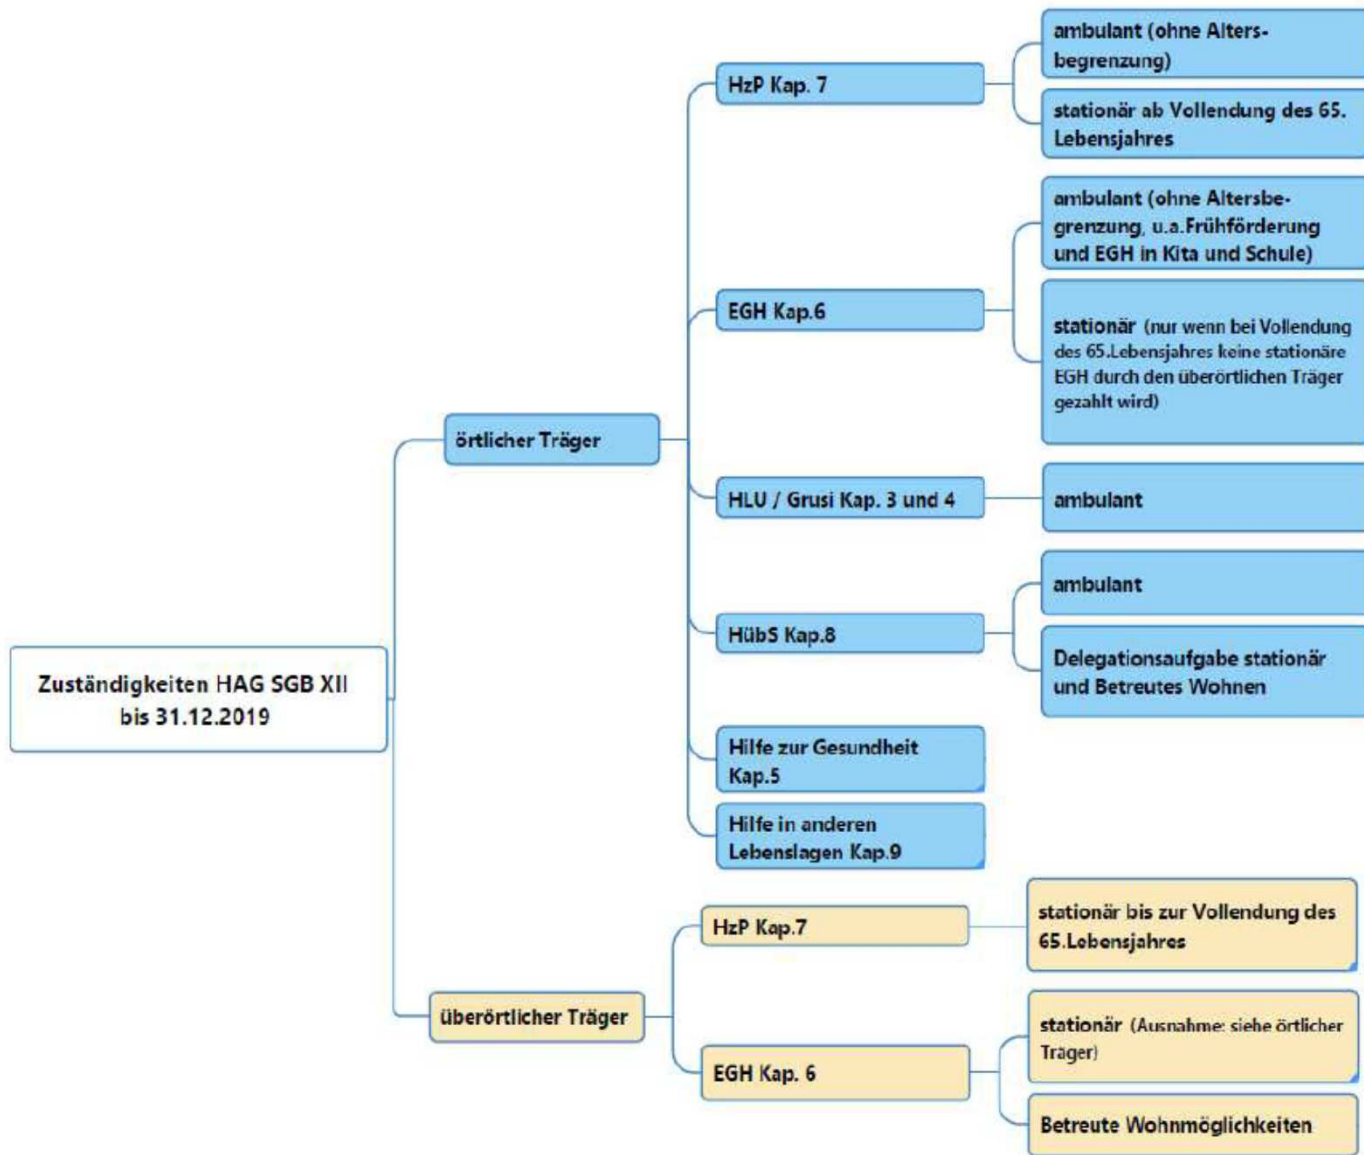 Zuständigkeiten HAG SGB XII
bis 31.12.2019
örtlicher Träger
HzP Kap. 7
ambulant (ohne Alters-
begrenzung)
stationär ab Vollendung des 65.
Lebensjahres
EGH Kap.6
ambulant (ohne Altersbe-
grenzung, u.a.Frühförderung
und EGH in Kita und Schule)
stationär (nur wenn bei Vollendung
des 65.Lebensjahres keine stationäre
EGH durch den überörtlichen Träger
gezahlt wird)
HLU / Grusi Kap. 3 und 4
ambulant
HübS Kap.8
ambulant
Delegationsaufgabe stationär
und Betreutes Wohnen
Hilfe zur Gesundheit
Kap.5
Hilfe in anderen
Lebenslagen Kap.9
überörtlicher Träger
HzP Kap.7
stationär bis zur Vollendung des
65.Lebensjahres
EGH Kap. 6
stationär (Ausnahme: siehe örtlicher
Träger)
Betreute Wohnmöglichkeiten